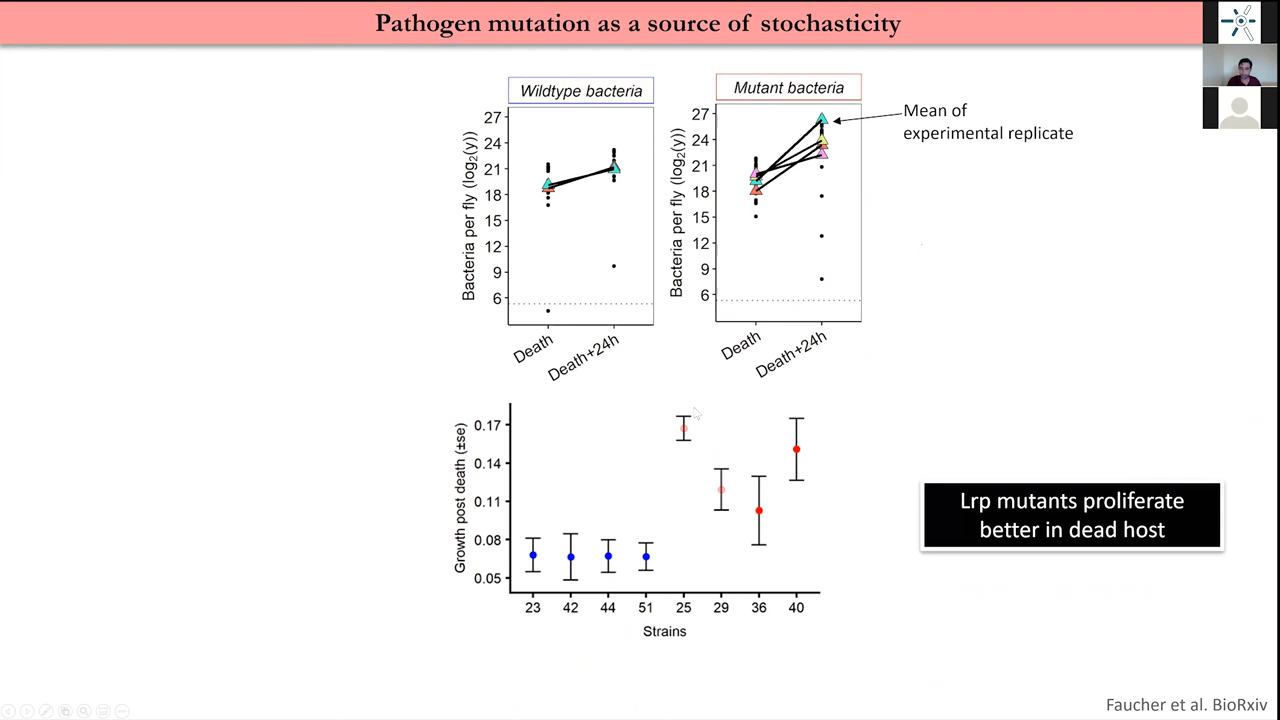 Pathogen mutation as a source of stochasticity
Wildtype bacteria
Bacteria per fly (log2(y))
27
24
21
18
15
12
9
6
Death
Death+24h
Mutant bacteria
Bacteria per fly (log2(y))
27
24
21
18
15
12
9
6
Death
Death+24h
Mean of
experimental replicate
Growth post death (±se)
0.17
0.14
0.11
0.08
0.05
23 42 44 51 25 29 36 40
Strains
Lrp mutants proliferate
better in dead host
Faucher et al. BioRxiv